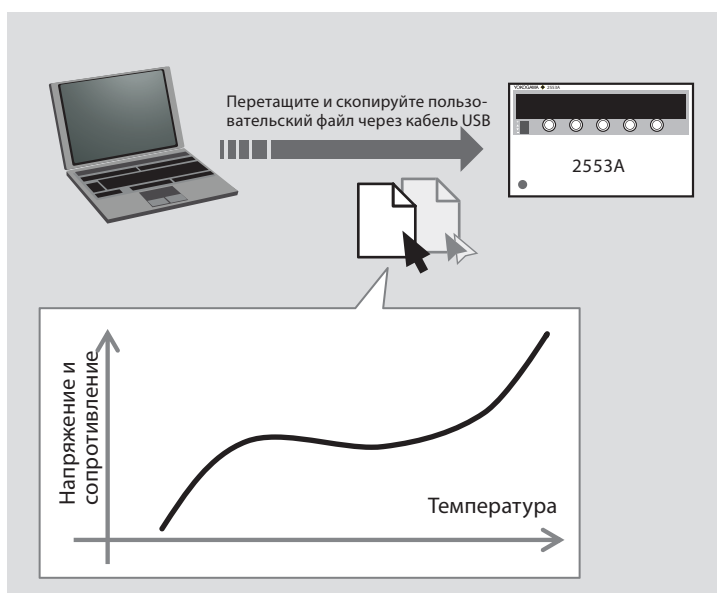 Перетащите и скопируйте пользо-
вательский файл через кабель USB
YOKOGAWA ◆ 2553A
2553A
Напряжение и
сопротивление
Температура